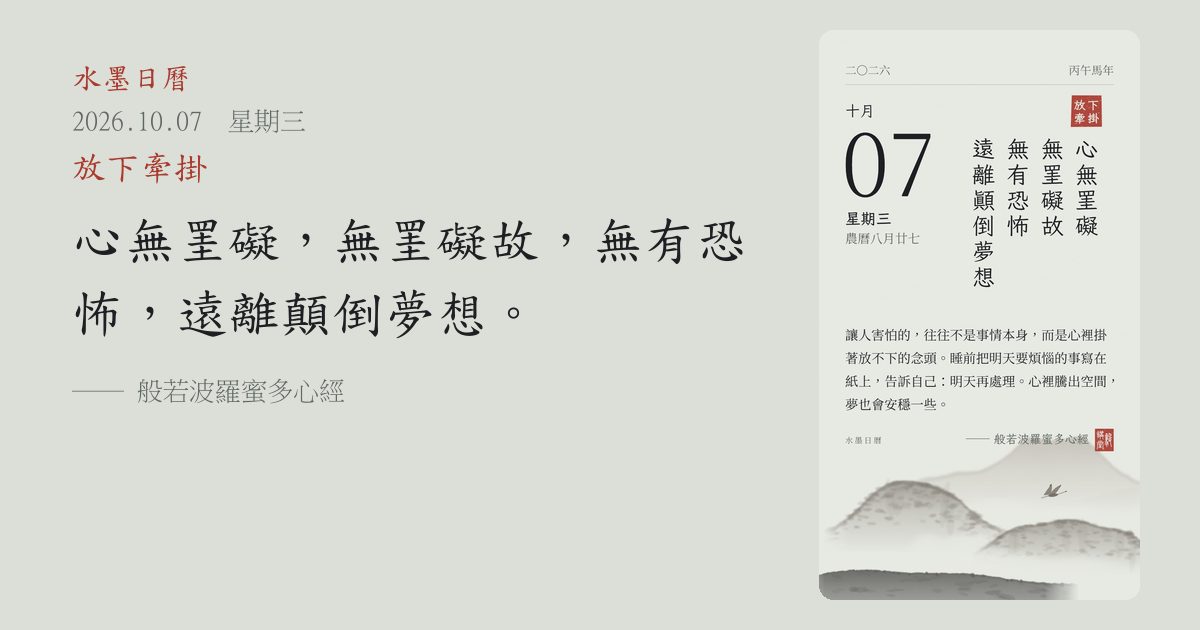 水墨日曆
2026.10.07 星期三
放下牽掛
心無罣礙，無罣礙故，無有恐
怖，遠離顛倒夢想。
—— 般若波羅蜜多心經
二〇二六
丙午馬年
十月
07
星期三
農曆八月廿七
放下
牽掛
心無罣礙
無罣礙故
無有恐怖
遠離顛倒夢想
讓人害怕的，往往不是事情本身，而是心裡掛
著放不下的念頭。睡前把明天要煩惱的事寫在
紙上，告訴自己：明天再處理。心裡騰出空間，
夢也會安穩一些。
水墨日曆
—— 般若波羅蜜多心經